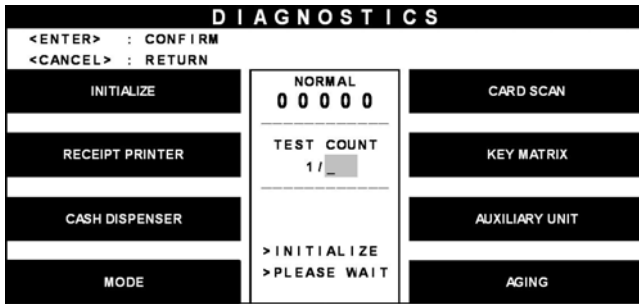 DIAGNOSTICS
<ENTER> : CONFIRM
<CANCEL> : RETURN
INITIALIZE
RECEIPT PRINTER
CASH DISPENSER
MODE
NORMAL
00000
TEST COUNT
1/_
>INITIALIZE
>PLEASE WAIT
CARD SCAN
KEY MATRIX
AUXILIARY UNIT
AGING